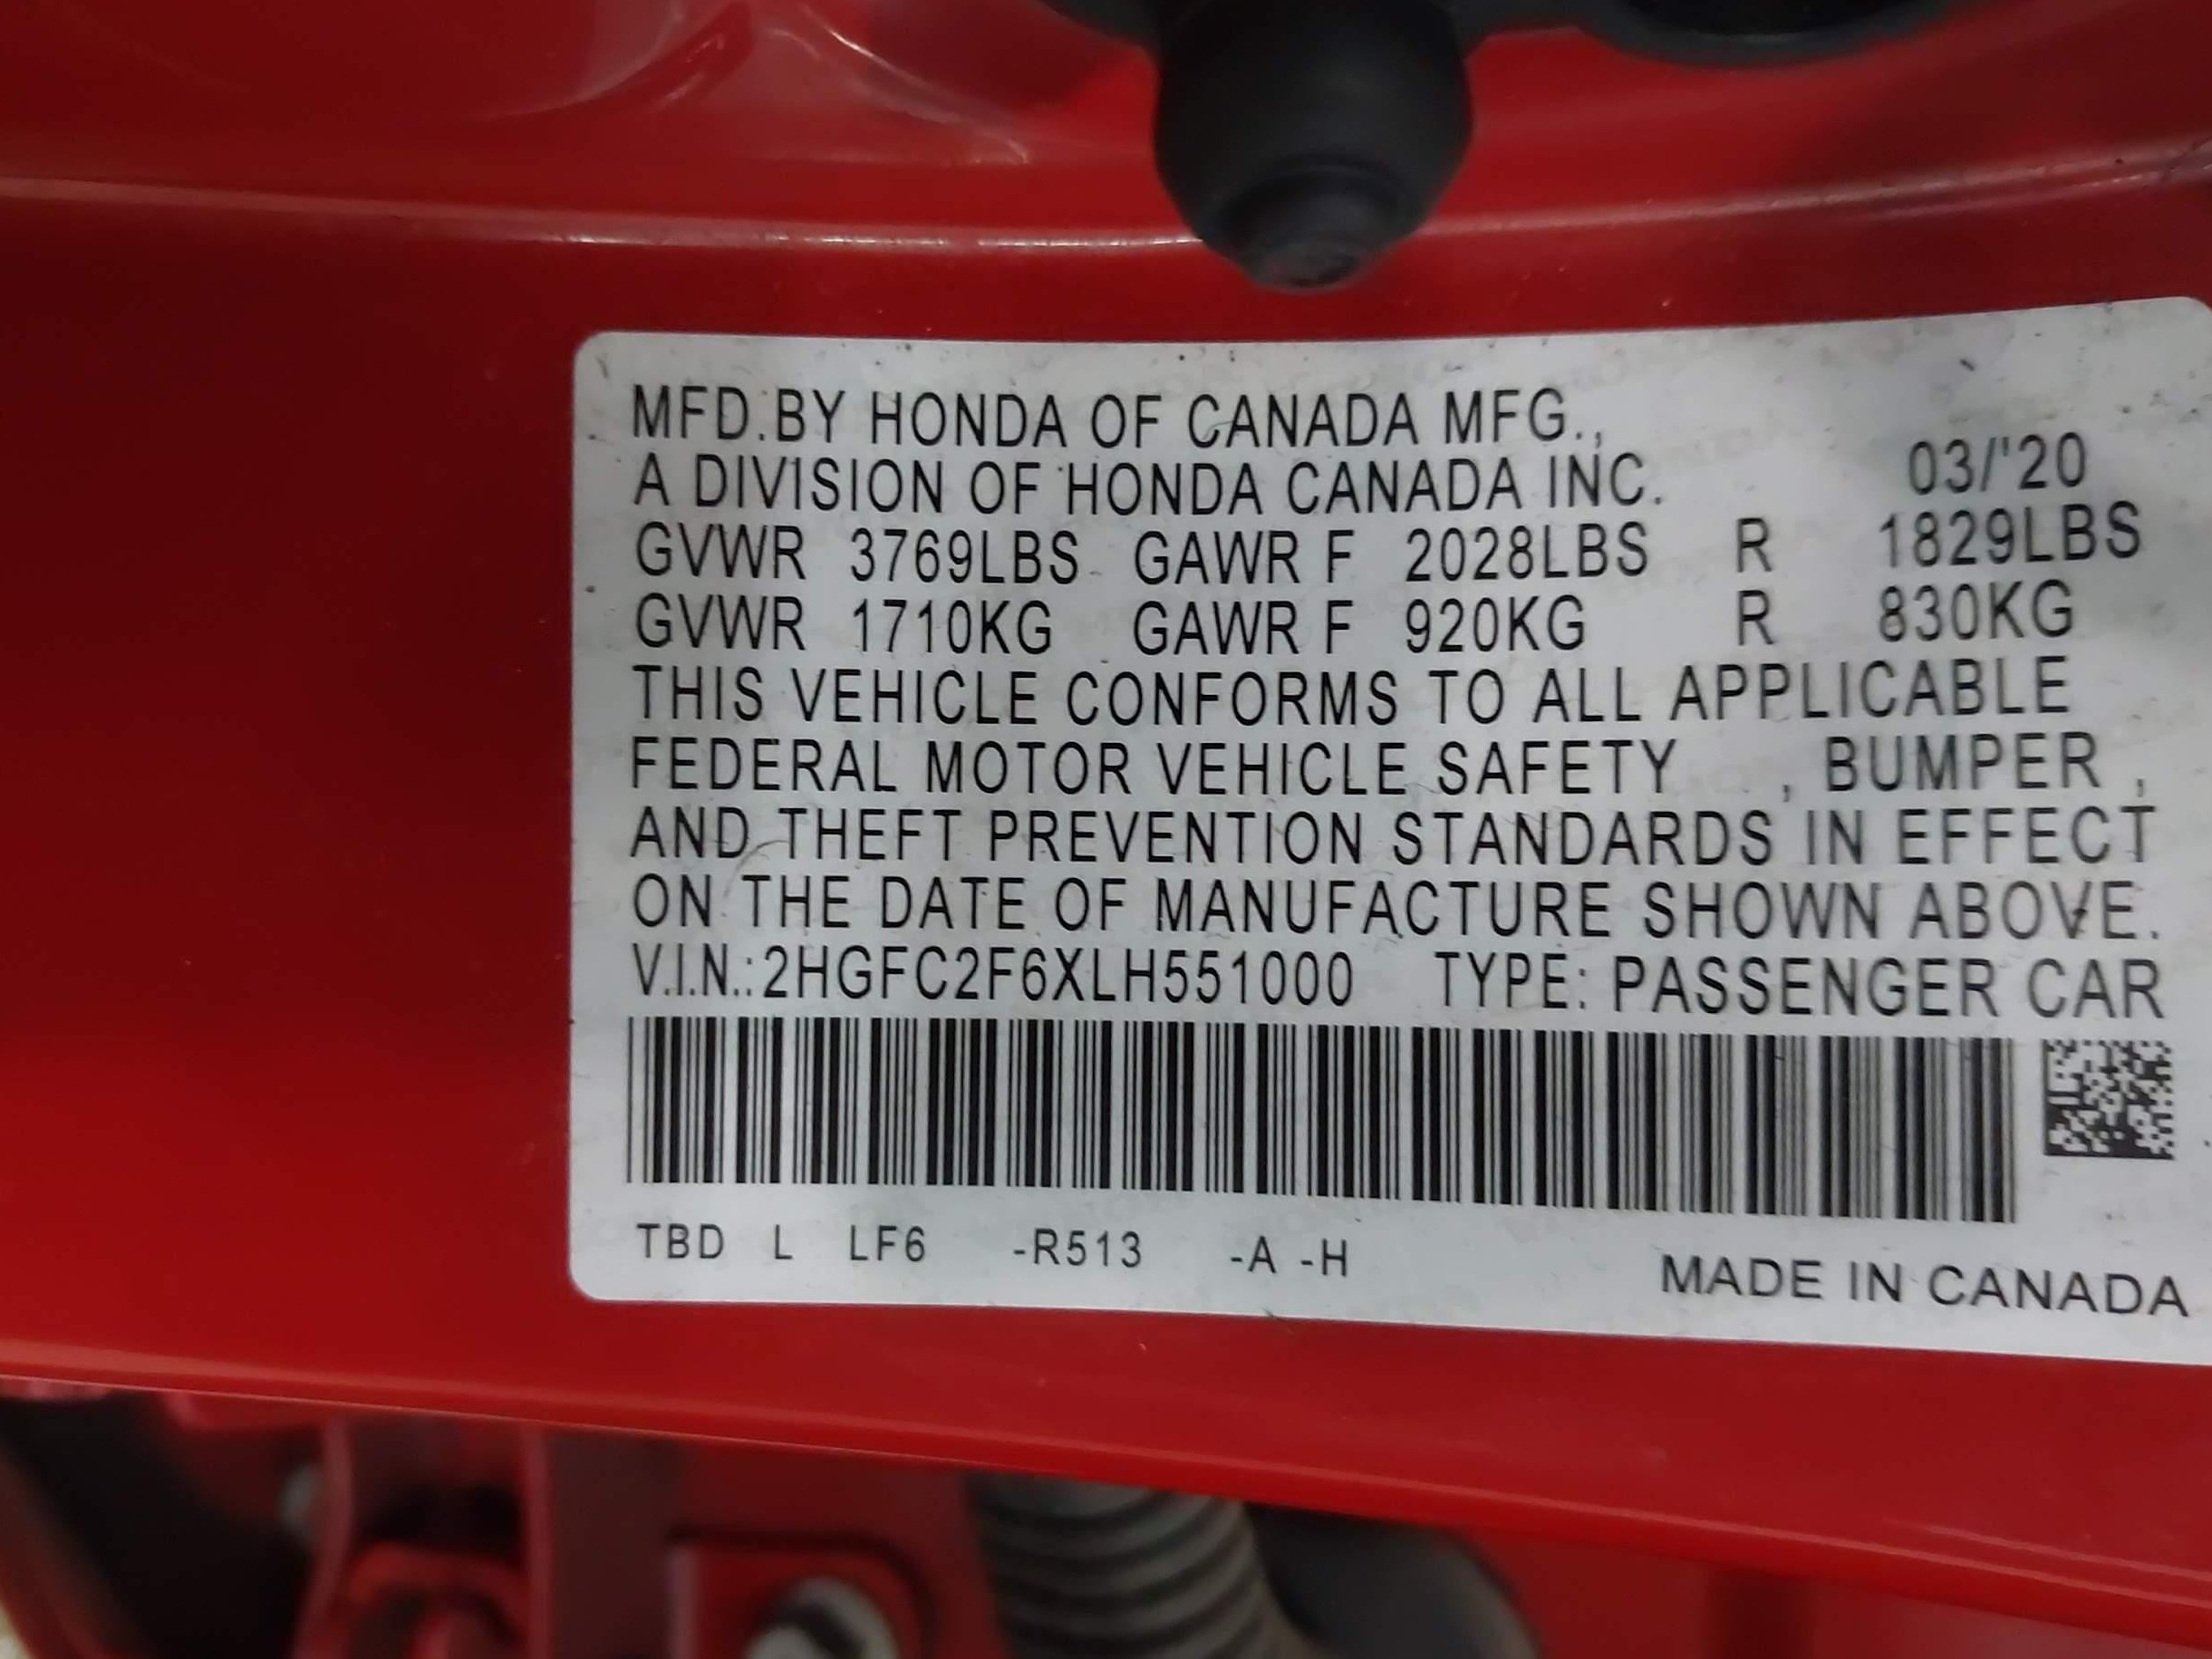 MFD.BY HONDA OF CANADA MFG.,
A DIVISION OF HONDA CANADA INC. 03/'20
GVWR 3769LBS GAWR F 2028LBS R 1829LBS
GVWR 1710KG GAWR F 920KG R 830KG
THIS VEHICLE CONFORMS TO ALL APPLICABLE
FEDERAL MOTOR VEHICLE SAFETY , BUMPER ,
AND THEFT PREVENTION STANDARDS IN EFFECT
ON THE DATE OF MANUFACTURE SHOWN ABOVE.
V.I.N.:2HGFC2F6XLH551000 TYPE: PASSENGER CAR
TBD L LF6 -R513 -A -H
MADE IN CANADA